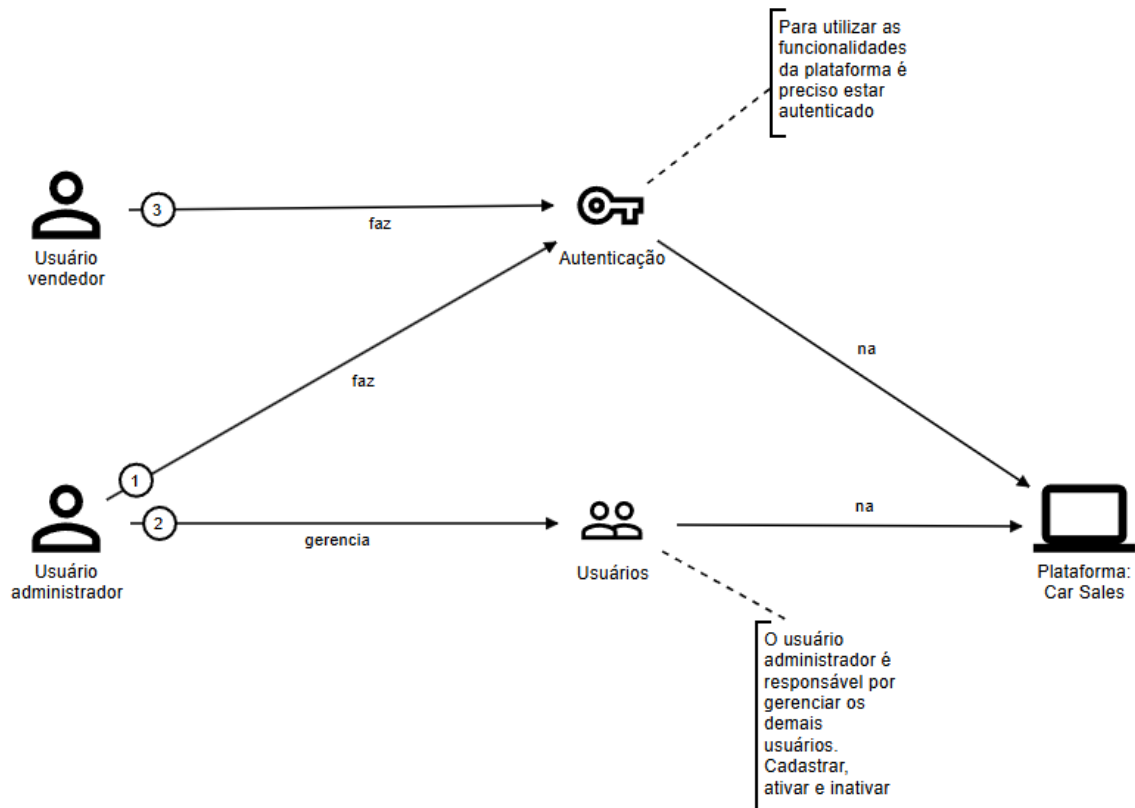 Para utilizar as
funcionalidades
da plataforma é
preciso estar
autenticado
3
faz
Usuário
vendedor
Autenticação
na
faz
1
2
gerencia
na
Usuário
administrador
Usuários
Plataforma:
Car Sales
O usuário
administrador é
responsável por
gerenciar os
demais
usuários.
Cadastrar,
ativar e inativar